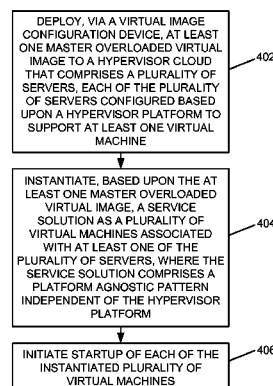 DEPLOY, VIA A VIRTUAL IMAGE
CONFIGURATION DEVICE, AT LEAST
ONE MASTER OVERLOADED VIRTUAL
IMAGE TO A HYPERVISOR CLOUD
THAT COMPRISES A PLURALITY OF
SERVERS, EACH OF THE PLURALITY
OF SERVERS CONFIGURED BASED
UPON A HYPERVISOR PLATFORM TO
SUPPORT AT LEAST ONE VIRTUAL
MACHINE
402
INSTANTIATE, BASED UPON THE AT
LEAST ONE MASTER OVERLOADED
VIRTUAL IMAGE, A SERVICE
SOLUTION AS A PLURALITY OF
VIRTUAL MACHINES ASSOCIATED
WITH AT LEAST ONE OF THE
PLURALITY OF SERVERS, WHERE THE
SERVICE SOLUTION COMPRISES A
PLATFORM AGNOSTIC PATTERN
INDEPENDENT OF THE HYPERVISOR
PLATFORM
404
INITIATE STARTUP OF EACH OF THE
INSTANTIATED PLURALITY OF
VIRTUAL MACHINES
406